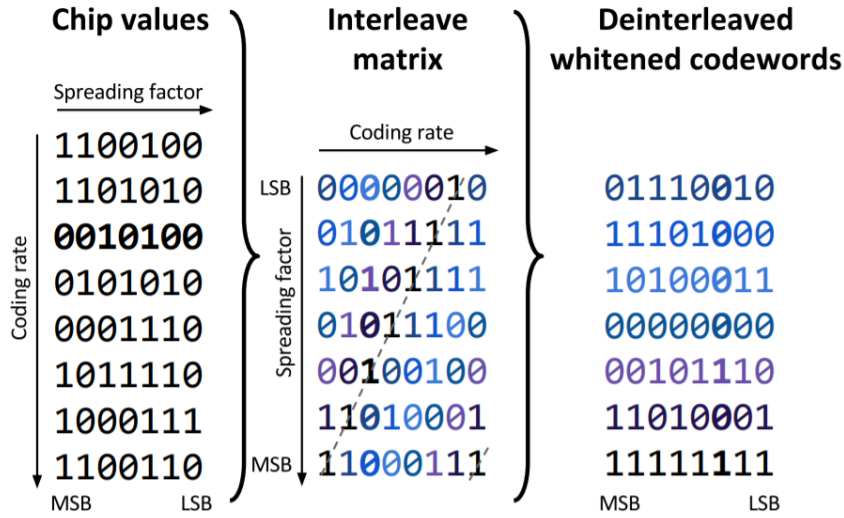 Chip values
Interleave
matrix
Deinterleaved
whitened codewords
Spreading factor
Coding rate
1100100
1101010
0010100
0101010
0001110
1011110
1000111
1100110
MSB LSB
Coding rate
Spreading factor
LSB 00000010
01011111
10101111
01011100
00100100
11010001
MSB 11000111
01110010
11101000
10100011
00000000
00101110
11010001
11111111
MSB LSB